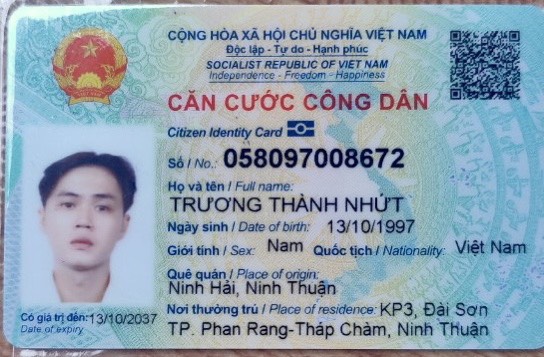 CỘNG HÒA XÃ HỘI CHỦ NGHĨA VIỆT NAM
Độc lập - Tự do - Hạnh phúc
SOCIALIST REPUBLIC OF VIET NAM
Independence - Freedom - Happiness
CĂN CƯỚC CÔNG DÂN
Citizen Identity Card
Số / No.: 058097008672
Họ và tên / Full name:
TRƯƠNG THÀNH NHỨT
Ngày sinh / Date of birth: 13/10/1997
Giới tính / Sex: Nam Quốc tịch / Nationality: Việt Nam
Quê quán / Place of origin:
Ninh Hải, Ninh Thuận
Nơi thường trú / Place of residence: KP3, Đài Sơn
TP. Phan Rang-Tháp Chàm, Ninh Thuận
Có giá trị đến: 13/10/2037
Date of expiry